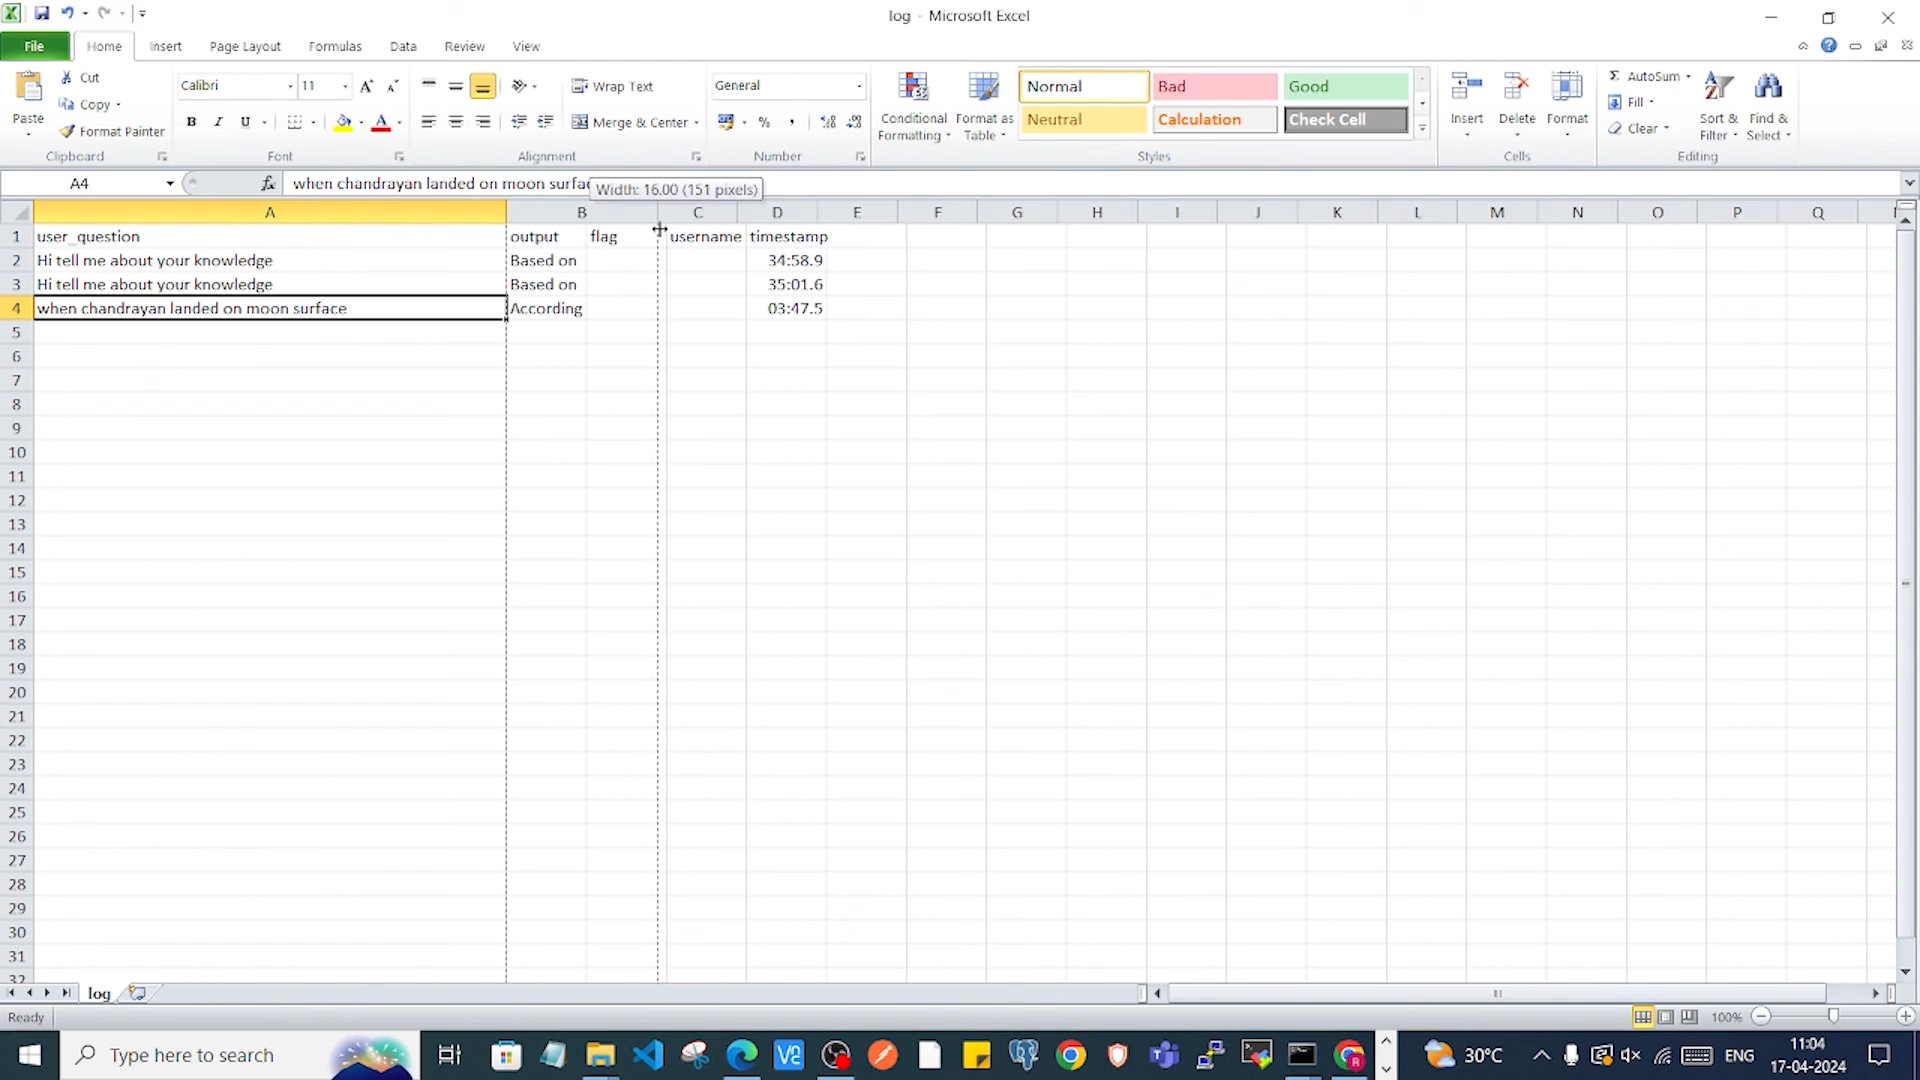 log - Microsoft Excel
File Home Insert Page Layout Formulas Data Review View
Paste
Cut
Copy
Format Painter
Clipboard
Calibri 11
B I U
Font
Wrap Text
Merge & Center
Alignment
General
Number
Conditional Formatting
Format as Table
Normal Bad Good
Neutral Calculation Check Cell
Styles
Insert Delete Format
Cells
Σ AutoSum
Fill
Clear
Sort & Filter
Find & Select
Editing
A4 fx when chandrayan landed on moon surfac
Width: 16.00 (151 pixels)
A B C D E F G H I J K L M N O P Q
1 user_question output flag username timestamp
2 Hi tell me about your knowledge Based on 34:58.9
3 Hi tell me about your knowledge Based on 35:01.6
4 when chandrayan landed on moon surface According 03:47.5
5
6
7
8
9
10
11
12
13
14
15
16
17
18
19
20
21
22
23
24
25
26
27
28
29
30
31
32
log
Ready 100%
Type here to search 30°C ENG 11:04
17-04-2024